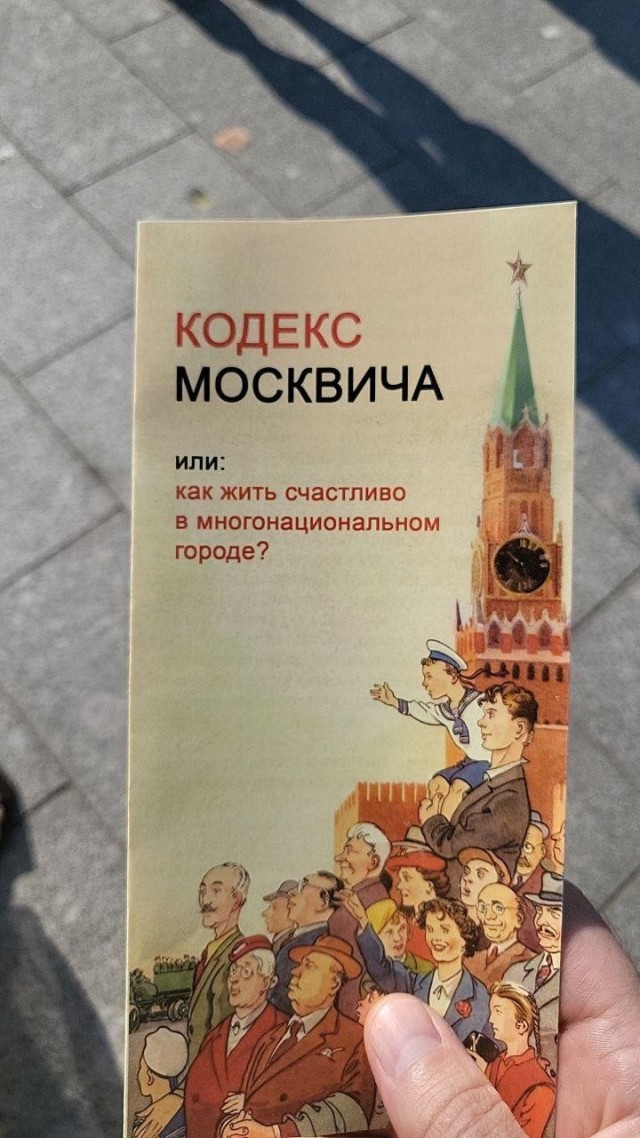 КОДЕКС
МОСКВИЧА
или:
как жить счастливо
в многонациональном
городе?